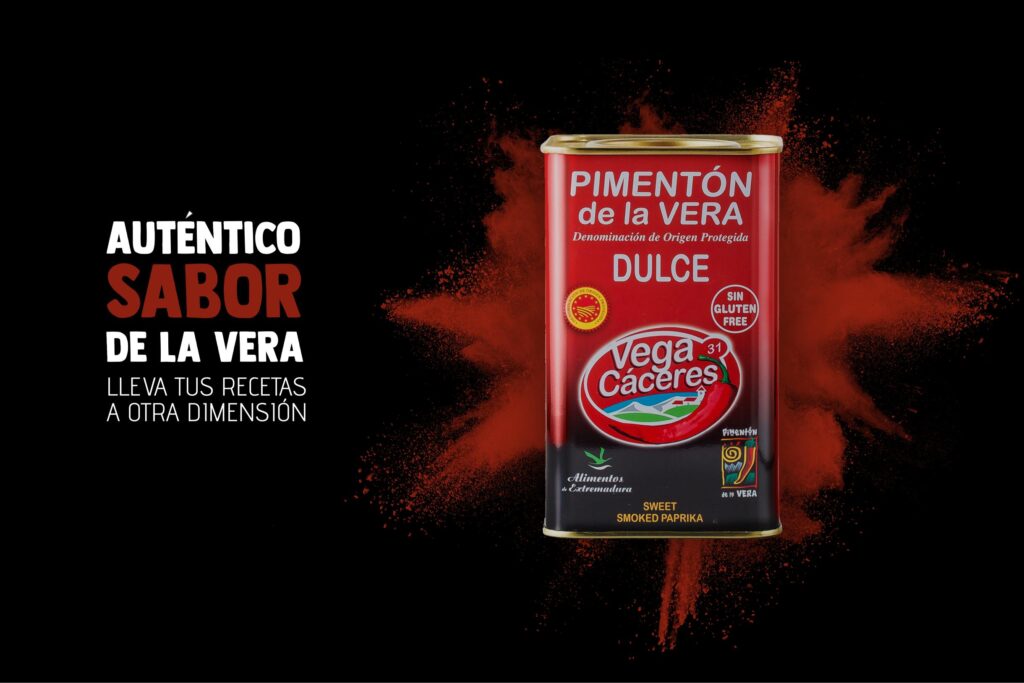 AUTÉNTICO
SABOR
DE LA VERA
LLEVA TUS RECETAS
A OTRA DIMENSIÓN
PIMENTÓN
de la VERA
Denominación de Origen Protegida
DULCE
SIN
GLUTEN
FREE
Vega 31
Cáceres
Alimentos
de Extremadura
PIMENTÓN
de la VERA
SWEET
SMOKED PAPRIKA